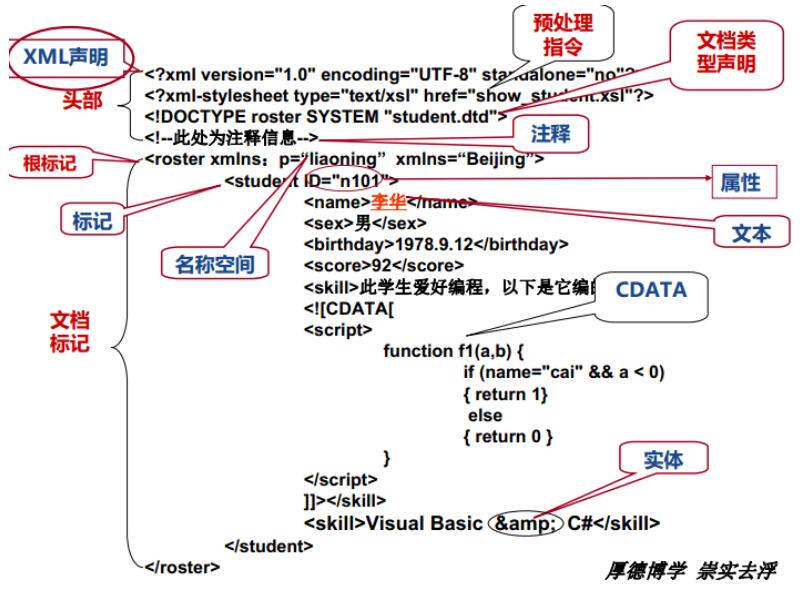 预处理
指令
文档类
型声明
XML声明
<?xml version="1.0" encoding="UTF-8" standalone="no"?>
头部
<?xml-stylesheet type="text/xsl" href="show_student.xsl"?>
<!DOCTYPE roster SYSTEM "student.dtd">
<!--此处为注释信息-->
注释
根标记
<roster xmlns：p=“liaoning” xmlns=“Beijing”>
<student ID="n101">
属性
<name>李华</name>
标记
<sex>男</sex>
文本
<birthday>1978.9.12</birthday>
名称空间
<score>92</score>
<skill>此学生爱好编程，以下是它编
CDATA
<![CDATA[
文档
标记
<script>
function f1(a,b) {
if (name="cai" && a < 0)
{ return 1}
else
{ return 0 }
}
实体
</script>
]]></skill>
<skill>Visual Basic &amp; C#</skill>
</student>
</roster>
厚德博学 崇实去浮